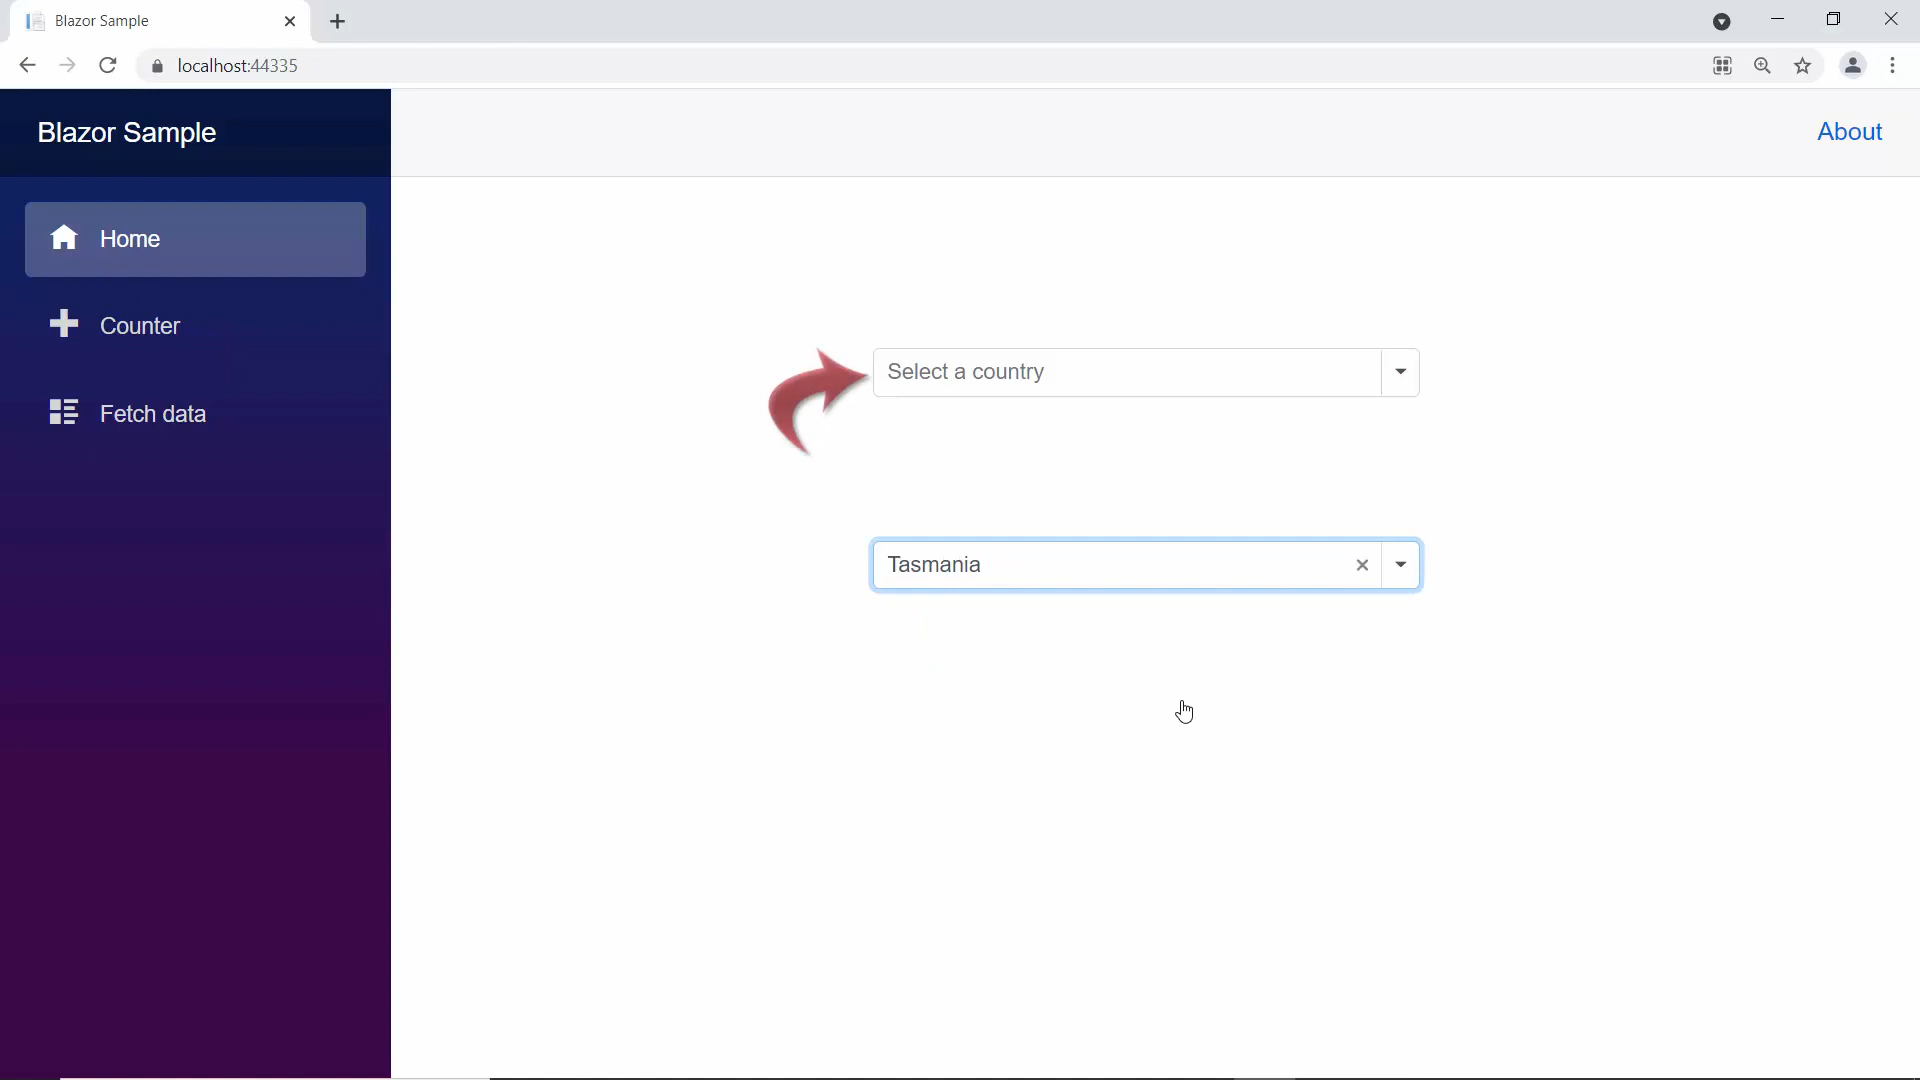 Blazor Sample
localhost:44335
Blazor Sample
About
Home
Counter
Fetch data
Select a country
Tasmania